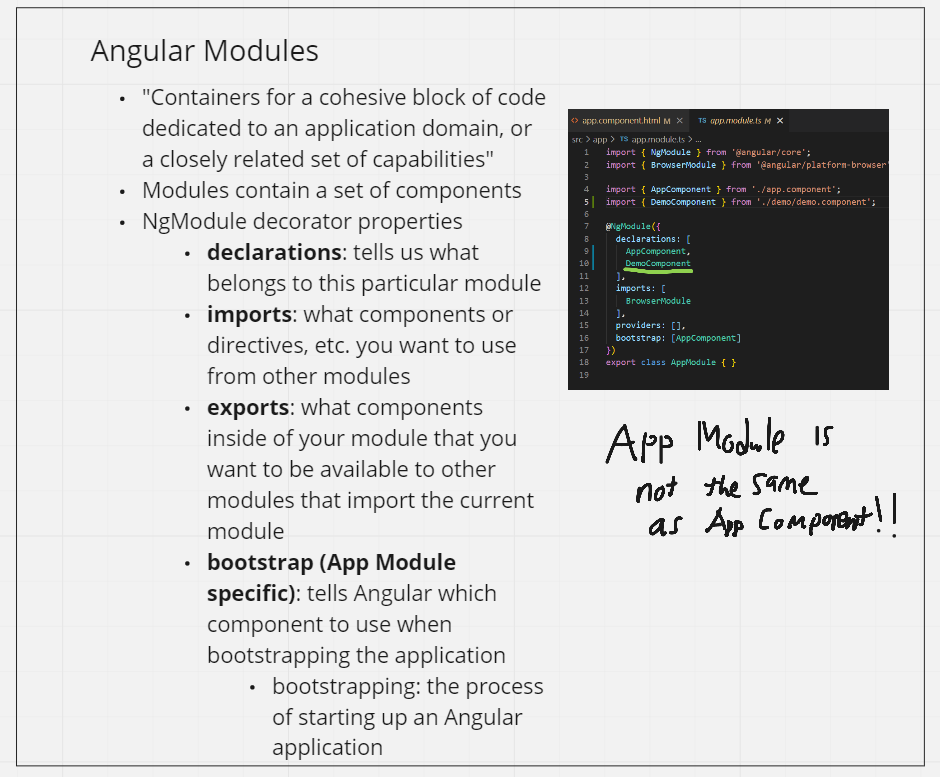 Angular Modules
• "Containers for a cohesive block of code
dedicated to an application domain, or
a closely related set of capabilities"
• Modules contain a set of components
• NgModule decorator properties
• declarations: tells us what
belongs to this particular module
• imports: what components or
directives, etc. you want to use
from other modules
• exports: what components
inside of your module that you
want to be available to other
modules that import the current
module
• bootstrap (App Module
specific): tells Angular which
component to use when
bootstrapping the application
• bootstrapping: the process
of starting up an Angular
application
<> app.component.html M × TS app.module.ts M ×
src > app > TS app.module.ts > ...
1 import { NgModule } from '@angular/core';
2 import { BrowserModule } from '@angular/platform-browser'
3
4 import { AppComponent } from './app.component';
5 import { DemoComponent } from './demo/demo.component';
6
7 @NgModule({
8 declarations: [
9 AppComponent,
10 DemoComponent
11 ],
12 imports: [
13 BrowserModule
14 ],
15 providers: [],
16 bootstrap: [AppComponent]
17 })
18 export class AppModule { }
19
App Module is
not the same
as App Component!!